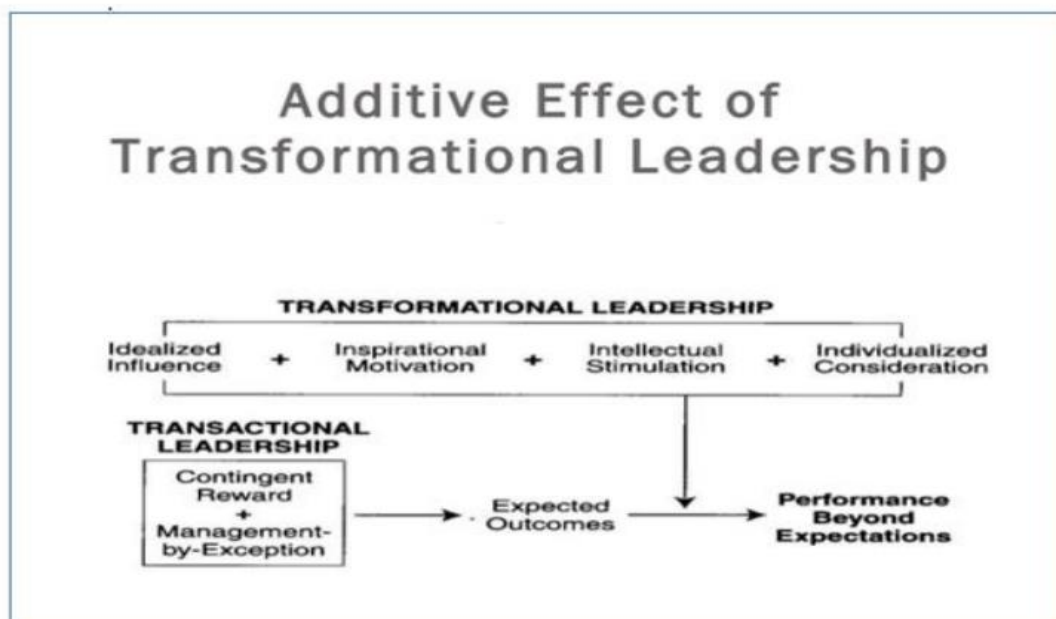 Additive Effect of
Transformational Leadership
TRANSFORMATIONAL LEADERSHIP
Idealized
Influence
+
Inspirational
Motivation
+
Intellectual
Stimulation
+
Individualized
Consideration
TRANSACTIONAL
LEADERSHIP
Contingent
Reward
+
Management-
by-Exception
Expected
Outcomes
Performance
Beyond
Expectations